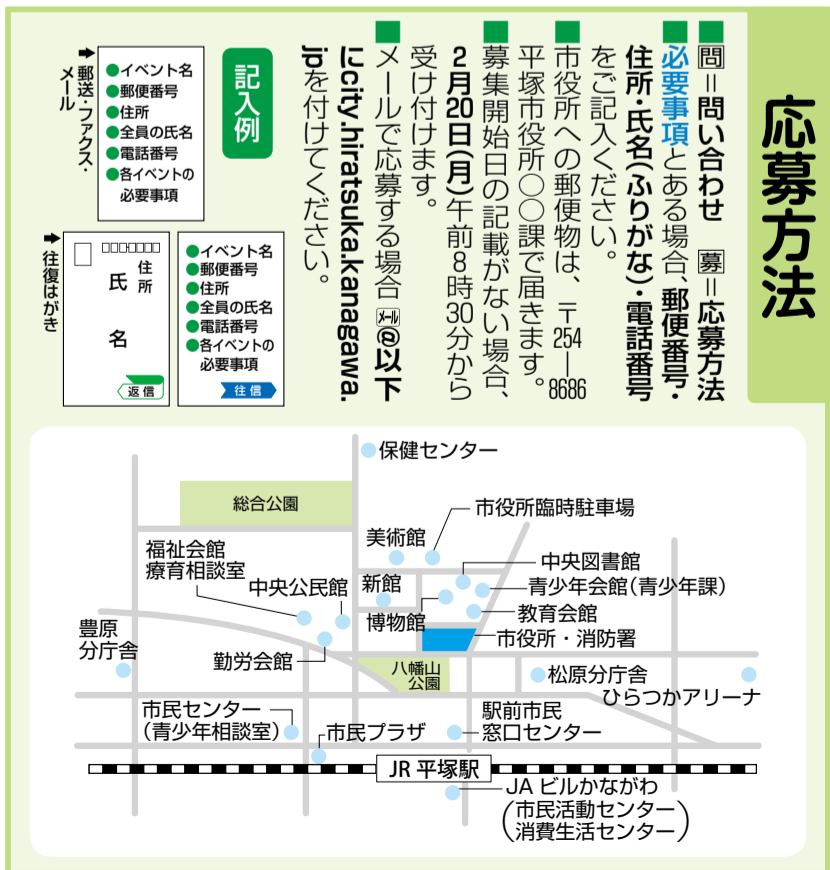 応募方法
■問=問い合わせ　募=応募方法
■必要事項とある場合、郵便番号・
住所・氏名(ふりがな)・電話番号
をご記入ください。
■市役所への郵便物は、〒254―8686
平塚市役所○○課で届きます。
■募集開始日の記載がない場合、
2月20日(月)午前8時30分から
受け付けます。
■メールで応募する場合 メール@以下
にcity.hiratsuka.kanagawa.
jpを付けてください。
記入例
●イベント名
●郵便番号
●住所
●全員の氏名
●電話番号
●各イベントの
必要事項
➡郵送・ファクス・
メール
●イベント名
●郵便番号
●住所
●全員の氏名
●電話番号
●各イベントの
必要事項
往信
住所
氏名
返信
➡往復はがき
保健センター
総合公園
市役所臨時駐車場
美術館
福祉会館
療育相談室
中央公民館
新館
中央図書館
青少年会館(青少年課)
博物館
教育会館
豊原
分庁舎
勤労会館
市役所・消防署
八幡山
公園
松原分庁舎
ひらつかアリーナ
市民センター
(青少年相談室)
市民プラザ
駅前市民
窓口センター
JR 平塚駅
JA ビルかながわ
(市民活動センター
消費生活センター)